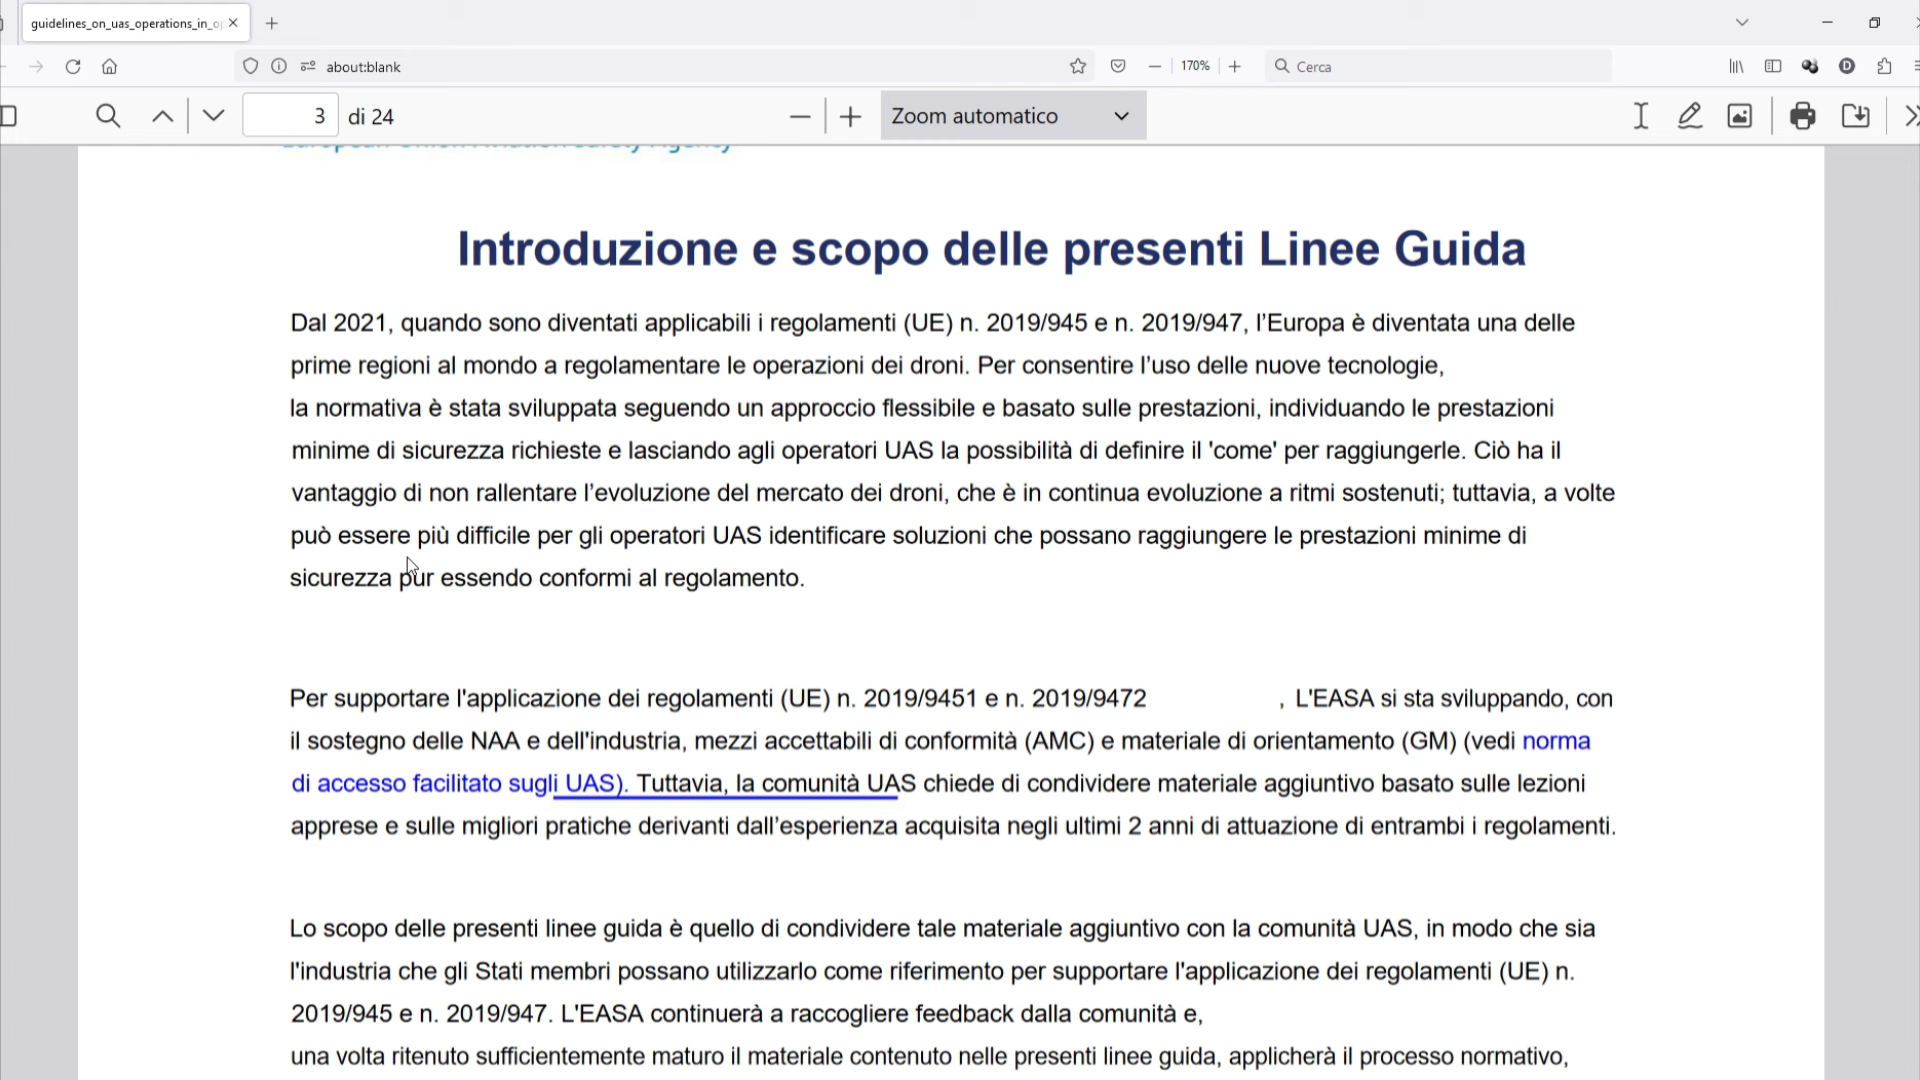 guidelines_on_uas_operations_in_o
about:blank
170%
Cerca
3 di 24
Zoom automatico
European Union Aviation Safety Agency
Introduzione e scopo delle presenti Linee Guida
Dal 2021, quando sono diventati applicabili i regolamenti (UE) n. 2019/945 e n. 2019/947, l’Europa è diventata una delle
prime regioni al mondo a regolamentare le operazioni dei droni. Per consentire l’uso delle nuove tecnologie,
la normativa è stata sviluppata seguendo un approccio flessibile e basato sulle prestazioni, individuando le prestazioni
minime di sicurezza richieste e lasciando agli operatori UAS la possibilità di definire il 'come' per raggiungerle. Ciò ha il
vantaggio di non rallentare l’evoluzione del mercato dei droni, che è in continua evoluzione a ritmi sostenuti; tuttavia, a volte
può essere più difficile per gli operatori UAS identificare soluzioni che possano raggiungere le prestazioni minime di
sicurezza pur essendo conformi al regolamento.
Per supportare l'applicazione dei regolamenti (UE) n. 2019/9451 e n. 2019/9472 , L'EASA si sta sviluppando, con
il sostegno delle NAA e dell'industria, mezzi accettabili di conformità (AMC) e materiale di orientamento (GM) (vedi norma
di accesso facilitato sugli UAS). Tuttavia, la comunità UAS chiede di condividere materiale aggiuntivo basato sulle lezioni
apprese e sulle migliori pratiche derivanti dall’esperienza acquisita negli ultimi 2 anni di attuazione di entrambi i regolamenti.
Lo scopo delle presenti linee guida è quello di condividere tale materiale aggiuntivo con la comunità UAS, in modo che sia
l'industria che gli Stati membri possano utilizzarlo come riferimento per supportare l'applicazione dei regolamenti (UE) n.
2019/945 e n. 2019/947. L'EASA continuerà a raccogliere feedback dalla comunità e,
una volta ritenuto sufficientemente maturo il materiale contenuto nelle presenti linee guida, applicherà il processo normativo,